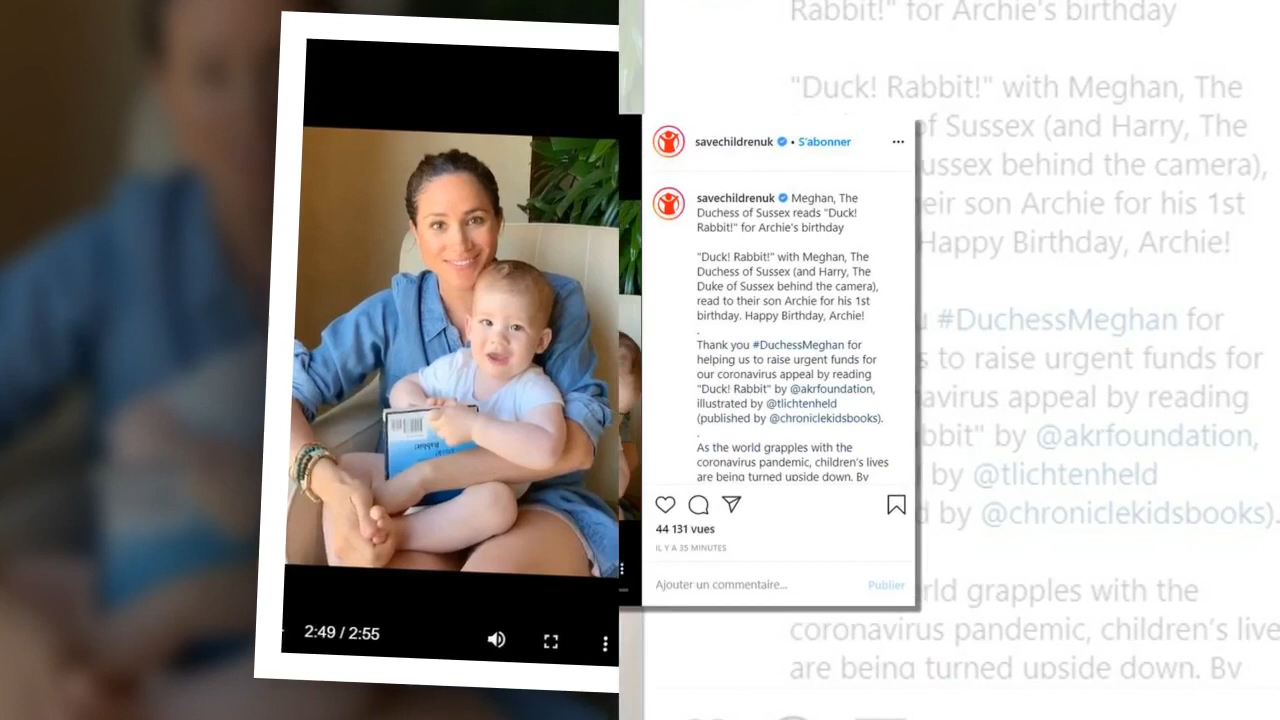 Rabbit!" for Archie's birthday
"Duck! Rabbit!" with Meghan, The
of Sussex (and Harry, The
ussex behind the camera),
eir son Archie for his 1st
Happy Birthday, Archie!
#DuchessMeghan for
s to raise urgent funds for
avirus appeal by reading
bbit" by @akrfoundation,
d by @tlichtenheld
d by @chroniclekidsbooks).
rld grapples with the
coronavirus pandemic, children's live
are being turned upside down. By
savechildrenuk • S'abonner
savechildrenuk Meghan, The
Duchess of Sussex reads "Duck!
Rabbit!" for Archie's birthday
"Duck! Rabbit!" with Meghan, The
Duchess of Sussex (and Harry, The
Duke of Sussex behind the camera),
read to their son Archie for his 1st
birthday. Happy Birthday, Archie!
.
Thank you #DuchessMeghan for
helping us to raise urgent funds for
our coronavirus appeal by reading
"Duck! Rabbit" by @akrfoundation,
illustrated by @tlichtenheld
(published by @chroniclekidsbooks).
.
As the world grapples with the
coronavirus pandemic, children's lives
are being turned upside down. By
44 131 vues
IL Y A 35 MINUTES
Ajouter un commentaire...
Publier
Duck!
Rabbit!
2:49 / 2:55